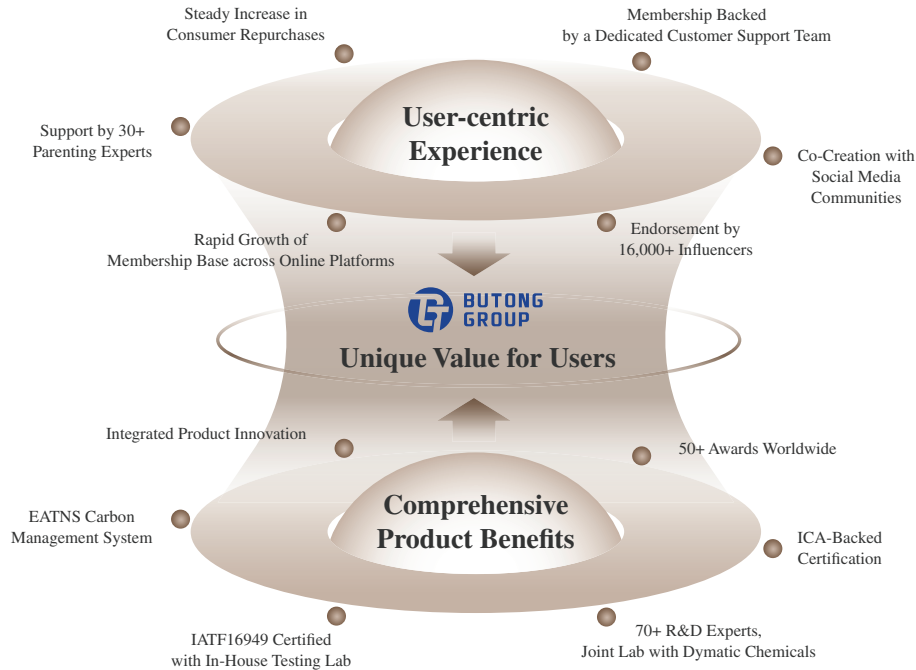 Steady Increase in
Consumer Repurchases
Membership Backed
by a Dedicated Customer Support Team
Support by 30+
Parenting Experts
User-centric
Experience
Co-Creation with
Social Media
Communities
Rapid Growth of
Membership Base across Online Platforms
Endorsement by
16,000+ Influencers
BUTONG
GROUP
Unique Value for Users
Integrated Product Innovation
50+ Awards Worldwide
EATNS Carbon
Management System
Comprehensive
Product Benefits
ICA-Backed
Certification
IATF16949 Certified
with In-House Testing Lab
70+ R&D Experts,
Joint Lab with Dymatic Chemicals